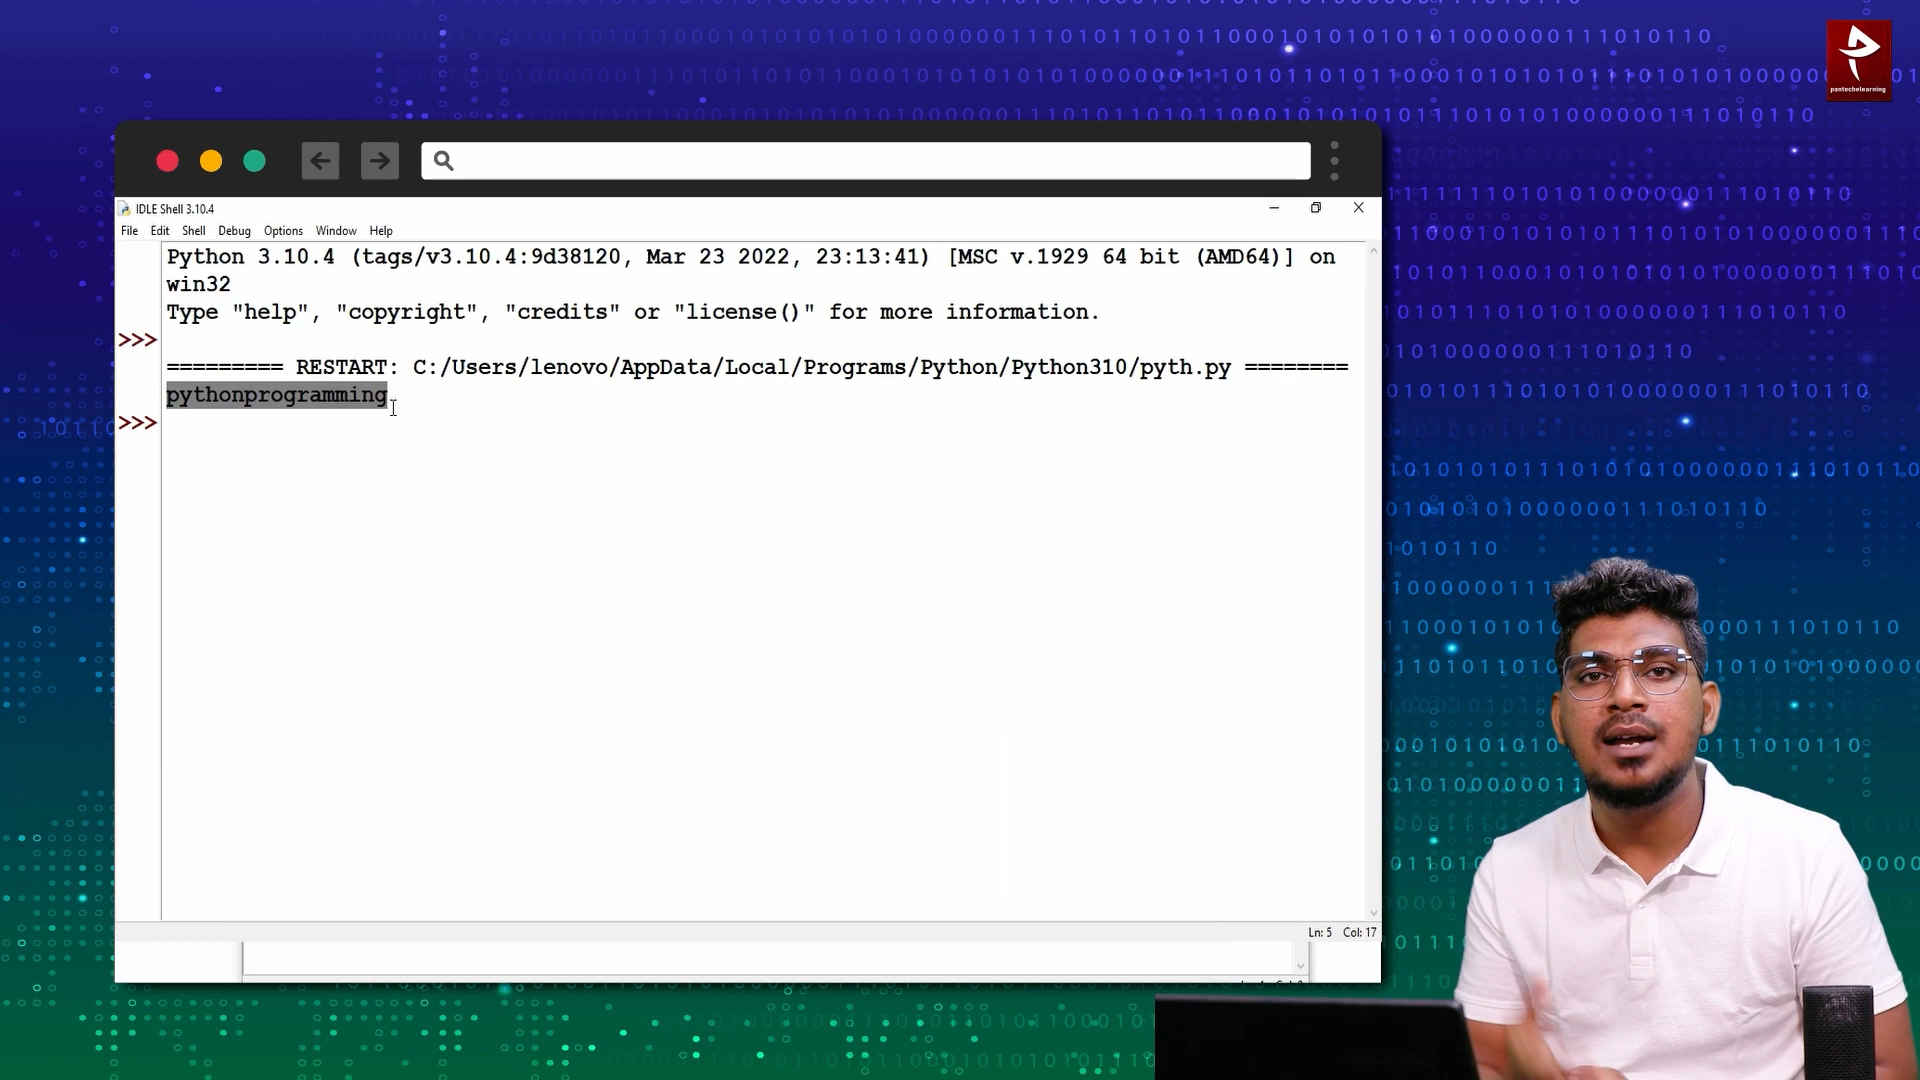 pantechelearning
IDLE Shell 3.10.4
File Edit Shell Debug Options Window Help
Python 3.10.4 (tags/v3.10.4:9d38120, Mar 23 2022, 23:13:41) [MSC v.1929 64 bit (AMD64)] on
win32
Type "help", "copyright", "credits" or "license()" for more information.
>>>
========= RESTART: C:/Users/lenovo/AppData/Local/Programs/Python/Python310/pyth.py ========
pythonprogramming
>>>
Ln: 5 Col: 17